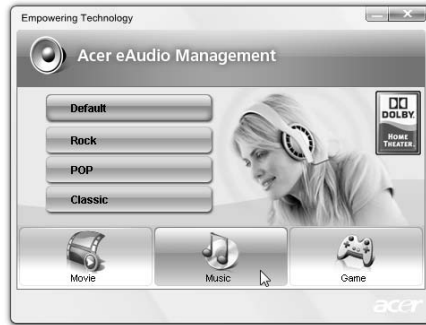 Empowering Technology
Acer eAudio Management
Default
Rock
POP
Classic
DOLBY
HOME
THEATER
Movie
Music
Game
acer